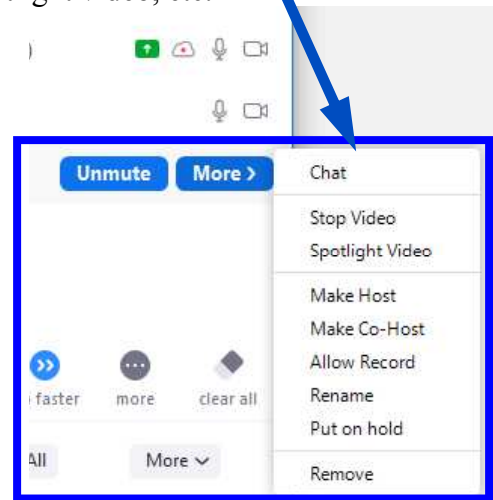 )
Unmute More >
Chat
Stop Video
Spotlight Video
Make Host
Make Co-Host
Allow Record
Rename
Put on hold
Remove
faster more clear all
All More